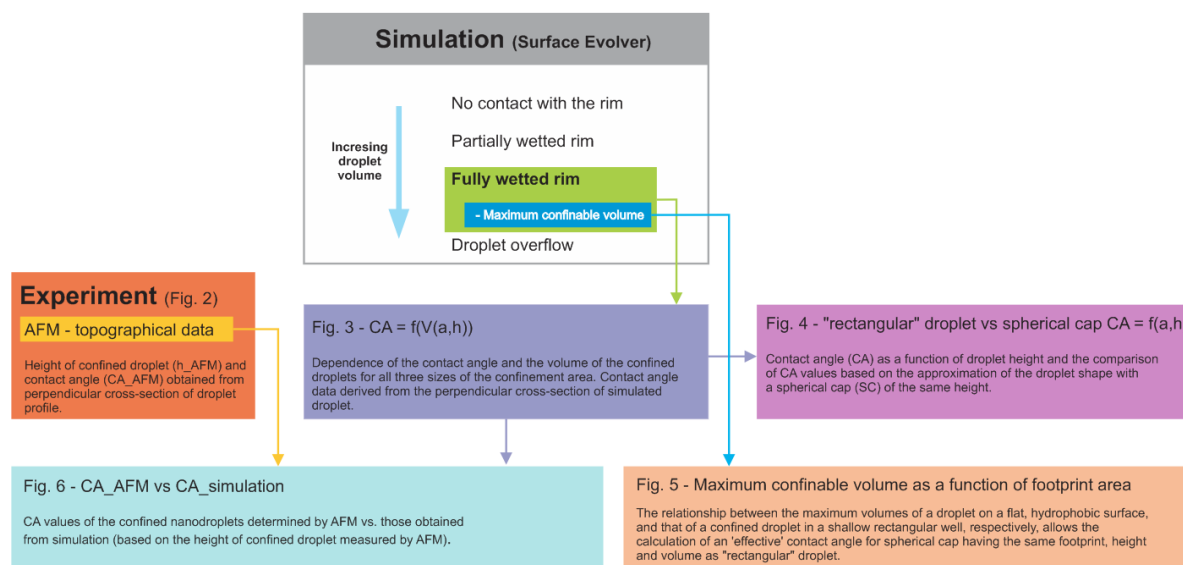 Simulation (Surface Evolver)
No contact with the rim
Partially wetted rim
Incresing
droplet
volume
Fully wetted rim
- Maximum confinable volume
Droplet overflow
Experiment (Fig. 2)
AFM - topographical data
Height of confined droplet (h_AFM) and
contact angle (CA_AFM) obtained from
perpendicular cross-section of droplet
profile.
Fig. 3 - CA = f(V(a,h))
Dependence of the contact angle and the volume of the confined
droplets for all three sizes of the confinement area. Contact angle
data derived from the perpendicular cross-section of simulated
droplet.
Fig. 4 - "rectangular" droplet vs spherical cap CA = f(a,h
Contact angle (CA) as a function of droplet height and the comparison
of CA values based on the approximation of the droplet shape with
a spherical cap (SC) of the same height.
Fig. 6 - CA_AFM vs CA_simulation
CA values of the confined nanodroplets determined by AFM vs. those obtained
from simulation (based on the height of confined droplet measured by AFM).
Fig. 5 - Maximum confinable volume as a function of footprint area
The relationship between the maximum volumes of a droplet on a flat, hydrophobic surface,
and that of a confined droplet in a shallow rectangular well, respectively, allows the
calculation of an 'effective' contact angle for spherical cap having the same footprint, height
and volume as "rectangular" droplet.